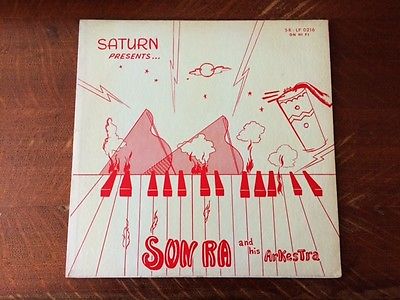 SATURN
PRESENTS...
SR-LP 0216
ON HI FI
SUN RA and his ArKesTra